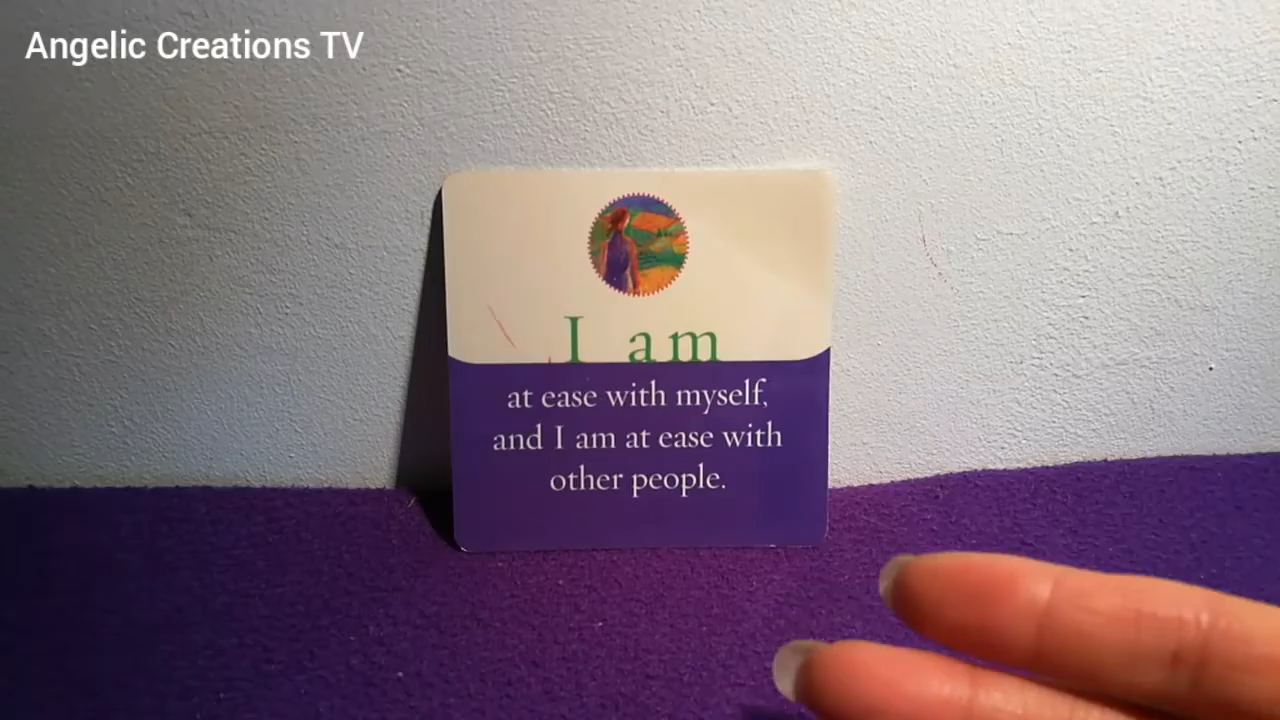 Angelic Creations TV
I am
at ease with myself,
and I am at ease with
other people.